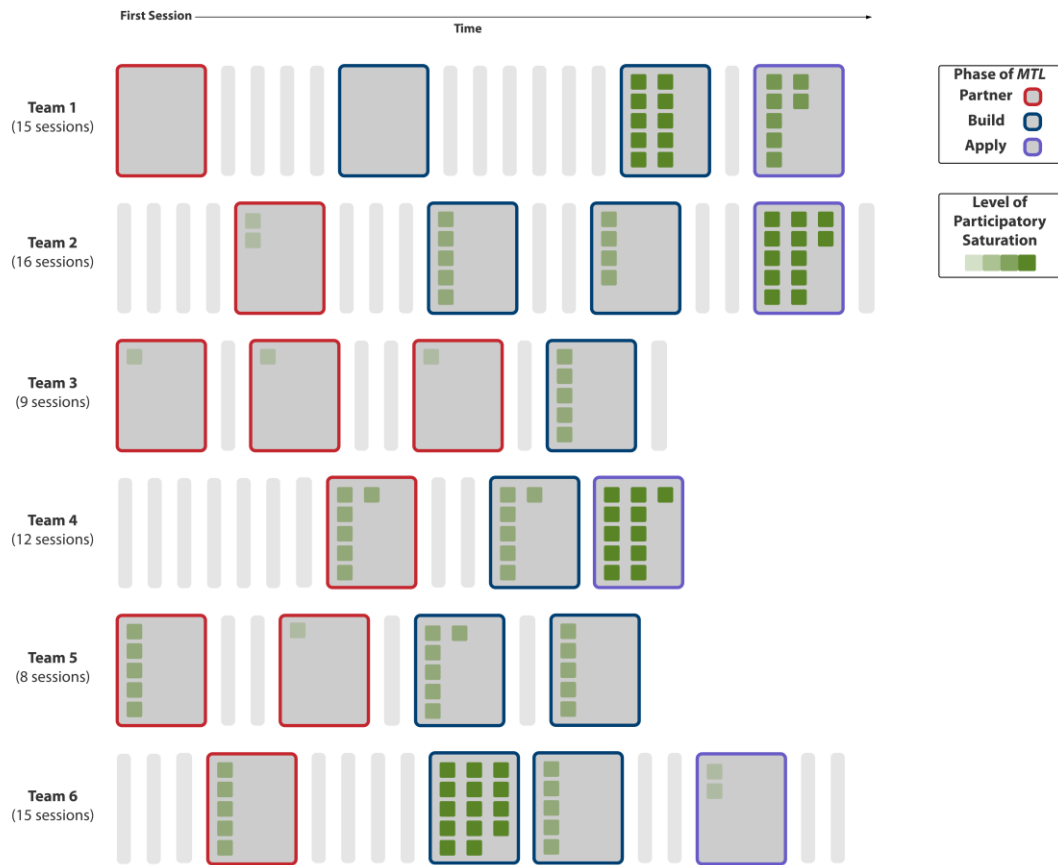 First Session
Time
Team 1
(15 sessions)
Team 2
(16 sessions)
Team 3
(9 sessions)
Team 4
(12 sessions)
Team 5
(8 sessions)
Team 6
(15 sessions)
Phase of MTL
Partner
Build
Apply
Level of
Participatory
Saturation